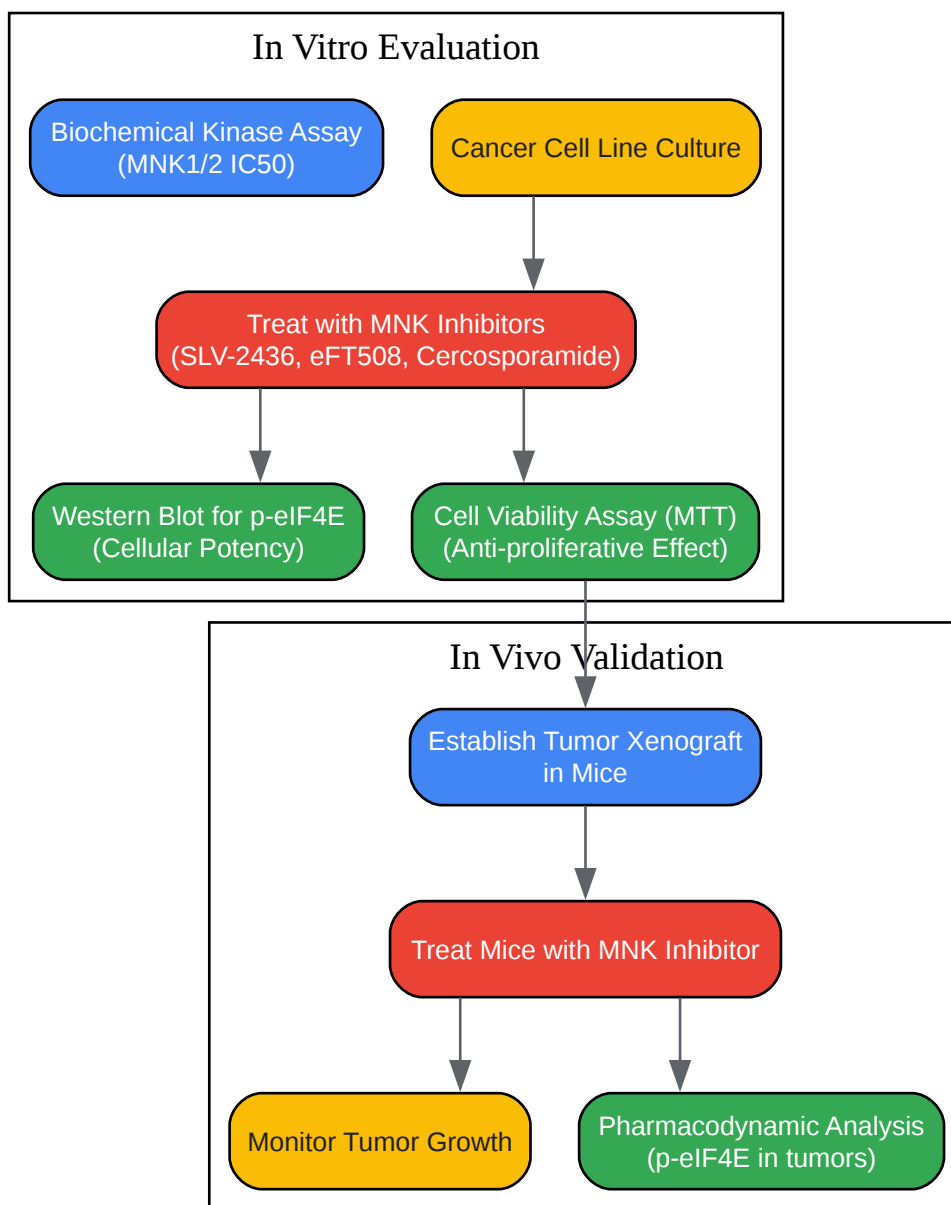 In Vitro Evaluation
Biochemical Kinase Assay
(MNK1/2 IC50)
Cancer Cell Line Culture
Treat with MNK Inhibitors
(SLV-2436, eFT508, Cercosporamide)
Western Blot for p-eIF4E
(Cellular Potency)
Cell Viability Assay (MTT)
(Anti-proliferative Effect)
In Vivo Validation
Establish Tumor Xenograft
in Mice
Treat Mice with MNK Inhibitor
Monitor Tumor Growth
Pharmacodynamic Analysis
(p-eIF4E in tumors)